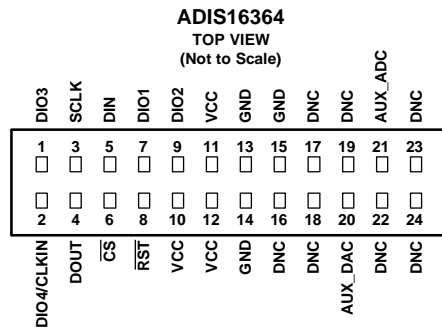 ADIS16364
TOP VIEW
(Not to Scale)
DIO3 SCLK DIN DIO1 DIO2 VCC GND GND DNC DNC AUX_ADC DNC
1 3 5 7 9 11 13 15 17 19 21 23
2 4 6 8 10 12 14 16 18 20 22 24
DIO4/CLKIN DOUT CS RST VCC VCC GND DNC DNC AUX_DAC DNC DNC